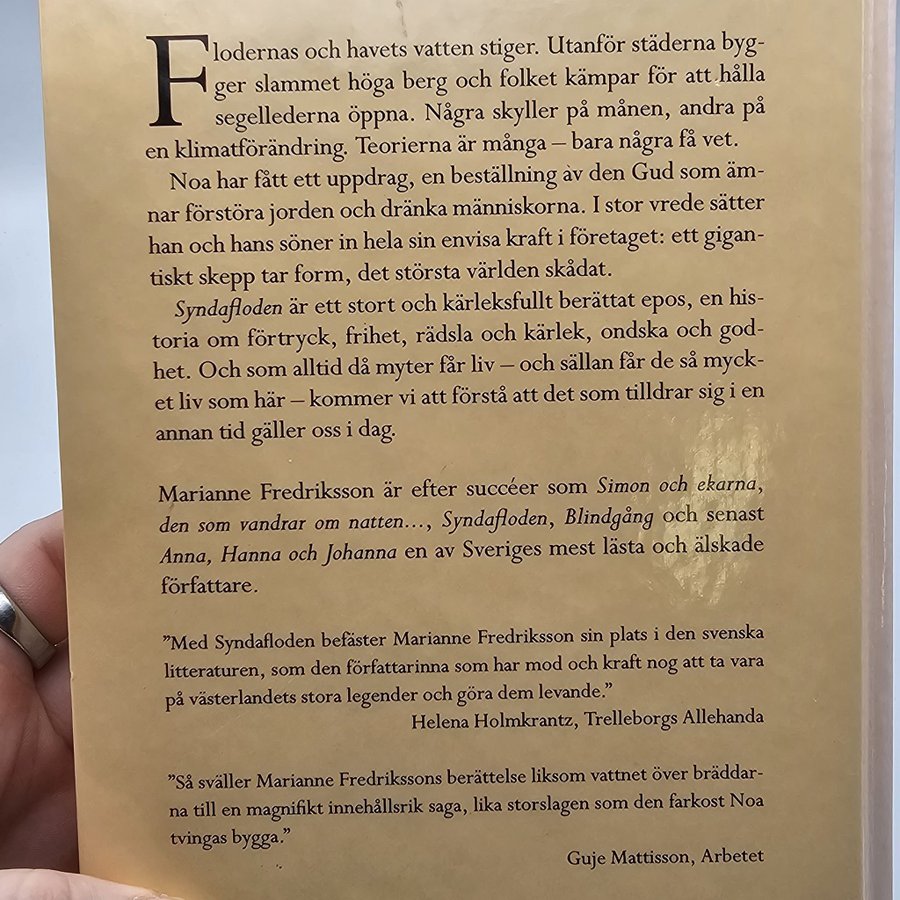 Flodernas och havets vatten stiger. Utanför städerna byg-
ger slammet höga berg och folket kämpar för att hålla
segellederna öppna. Några skyller på månen, andra på
en klimatförändring. Teorierna är många – bara några få vet.
Noa har fått ett uppdrag, en beställning av den Gud som äm-
nar förstöra jorden och dränka människorna. I stor vrede sätter
han och hans söner in hela sin envisa kraft i företaget: ett gigan-
tiskt skepp tar form, det största världen skådat.
Syndafloden är ett stort och kärleksfullt berättat epos, en his-
toria om förtryck, frihet, rädsla och kärlek, ondska och god-
het. Och som alltid då myter får liv – och sällan får de så myck-
et liv som här – kommer vi att förstå att det som tilldrar sig i en
annan tid gäller oss i dag.
Marianne Fredriksson är efter succéer som Simon och ekarna,
den som vandrar om natten..., Syndafloden, Blindgång och senast
Anna, Hanna och Johanna en av Sveriges mest lästa och älskade
författare.
”Med Syndafloden befäster Marianne Fredriksson sin plats i den svenska
litteraturen, som den författarinna som har mod och kraft nog att ta vara
på västerlandets stora legender och göra dem levande.”
Helena Holmkrantz, Trelleborgs Allehanda
”Så sväller Marianne Fredrikssons berättelse liksom vattnet över bräddar-
na till en magnifikt innehållsrik saga, lika storslagen som den farkost Noa
tvingas bygga.”
Guje Mattisson, Arbetet